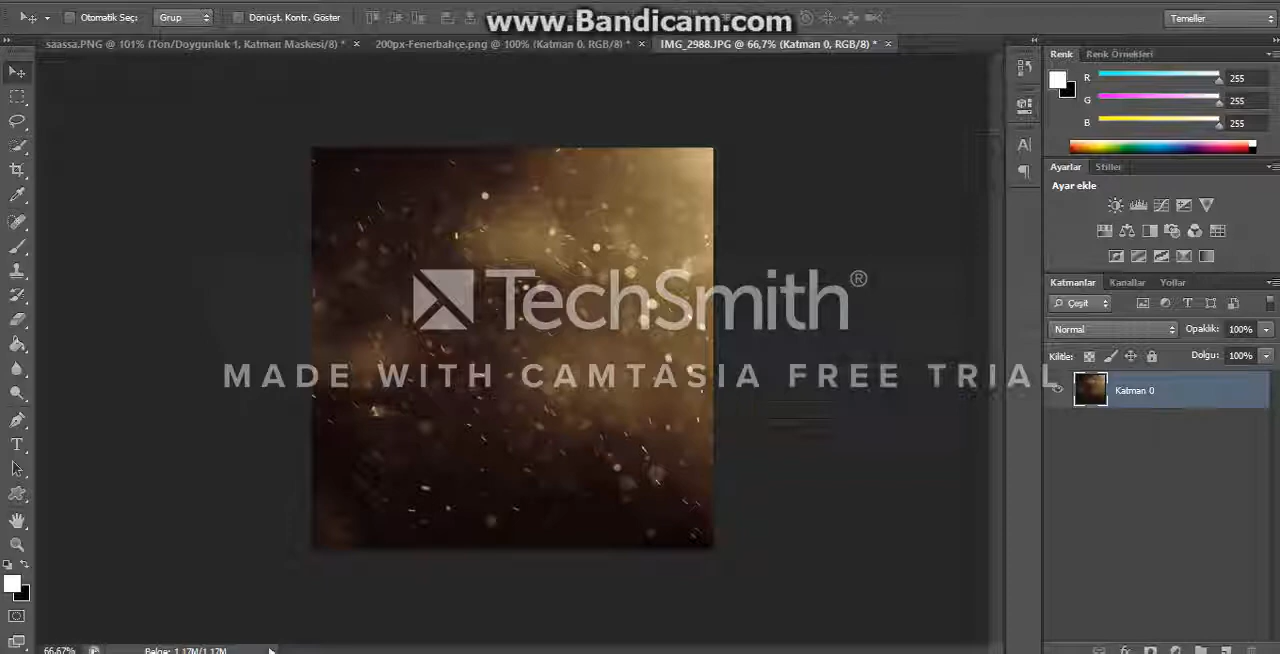 www.Bandicam.com
Otomatik Seç:
Grup
Dönüşt. Kontr. Göster
Temeller
saassa.PNG @ 101% (Ton/Doygunluk 1, Katman Maskesi/8) *
200px-Fenerbahçe.png @ 100% (Katman 0, RGB/8) *
IMG_2988.JPG @ 66,7% (Katman 0, RGB/8) *
Renk
Renk Örnekleri
R 255
G 255
B 255
Ayarlar
Stiller
Ayar ekle
Katmanlar
Kanallar
Yollar
Çeşit
Normal
Opaklik: 100%
Kilitle:
Dolgu: 100%
Katman 0
TechSmith®
MADE WITH CAMTASIA FREE TRIAL
66,67%
Belge: 1,17M/1,17M